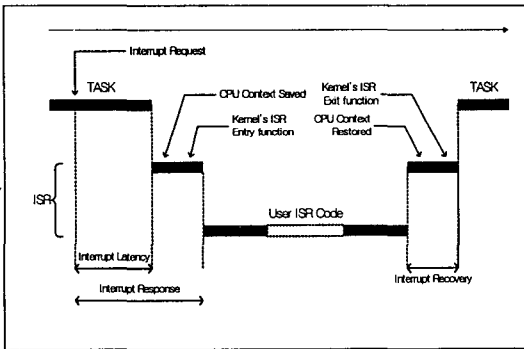 Interrupt Request
TASK
CPU Context Saved
Kernel's ISR
Entry function
Kernel's ISR
Exit function
CPU Context
Restored
TASK
ISR
User ISR Code
Interrupt Latency
Interrupt Response
Interrupt Recovery